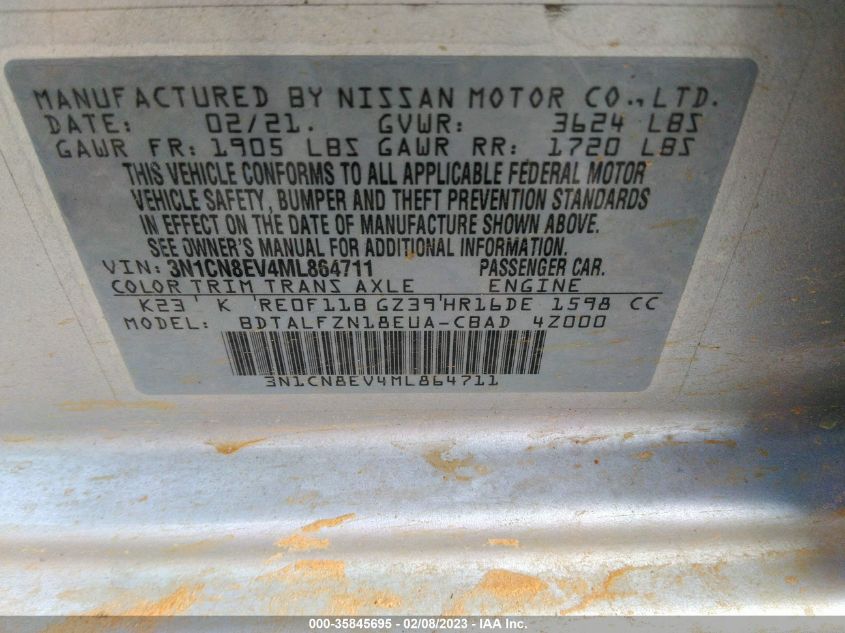 MANUFACTURED BY NISSAN MOTOR CO., LTD.
DATE: 02/21. GVWR: 3624 LBS
GAWR FR: 1905 LBS GAWR RR: 1720 LBS
THIS VEHICLE CONFORMS TO ALL APPLICABLE FEDERAL MOTOR
VEHICLE SAFETY, BUMPER AND THEFT PREVENTION STANDARDS
IN EFFECT ON THE DATE OF MANUFACTURE SHOWN ABOVE.
SEE OWNER'S MANUAL FOR ADDITIONAL INFORMATION.
VIN: 3N1CN8EV4ML864711 PASSENGER CAR.
COLOR TRIM TRANS AXLE ENGINE
K23 K RE0F11B GZ39 HR16DE 1598 CC
MODEL: BDTALFZN18EUA-CBAD 4Z000
3N1CN8EV4ML864711
000-35845695 - 02/08/2023 - IAA Inc.